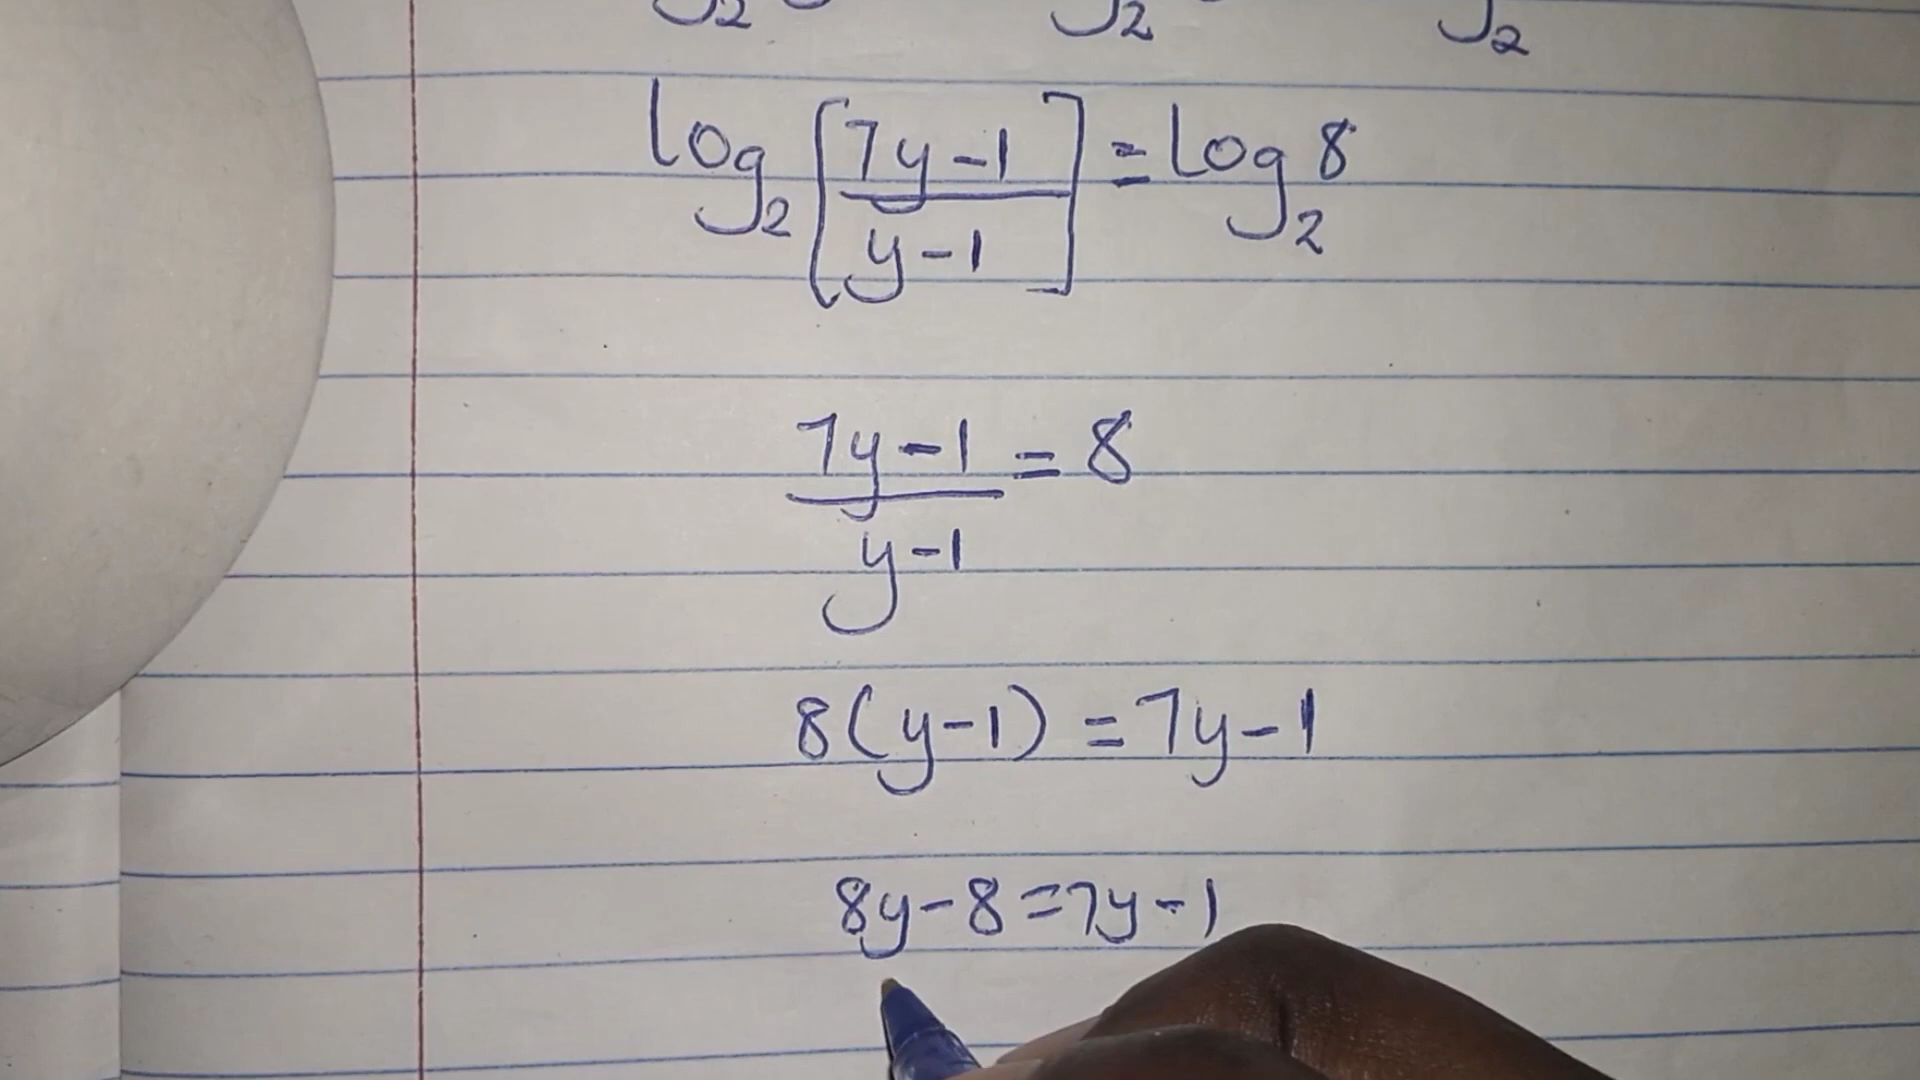 log₂[(7y-1)/(y-1)] = log₂8
(7y-1)/(y-1) = 8
8(y-1) = 7y-1
8y-8=7y-1